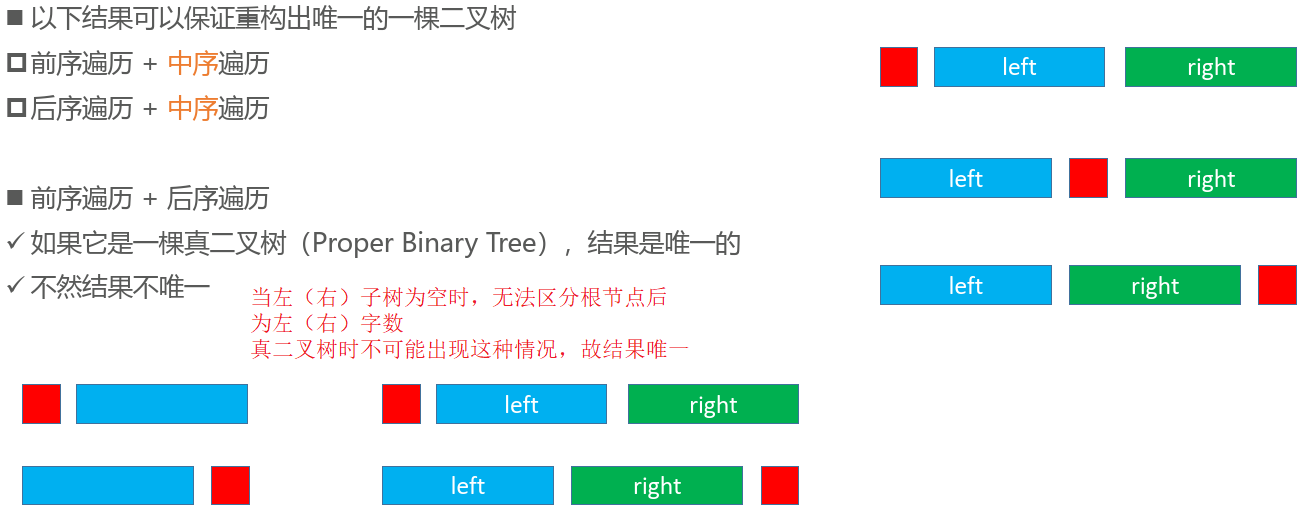 ■ 以下结果可以保证重构出唯一的一棵二叉树
前序遍历 + 中序遍历
left right
后序遍历 + 中序遍历
left right
■ 前序遍历 + 后序遍历
✓ 如果它是一棵真二叉树（Proper Binary Tree），结果是唯一的
✓ 不然结果不唯一
left right
当左（右）子树为空时，无法区分根节点后
为左（右）字数
真二叉树时不可能出现这种情况，故结果唯一
left right
left right